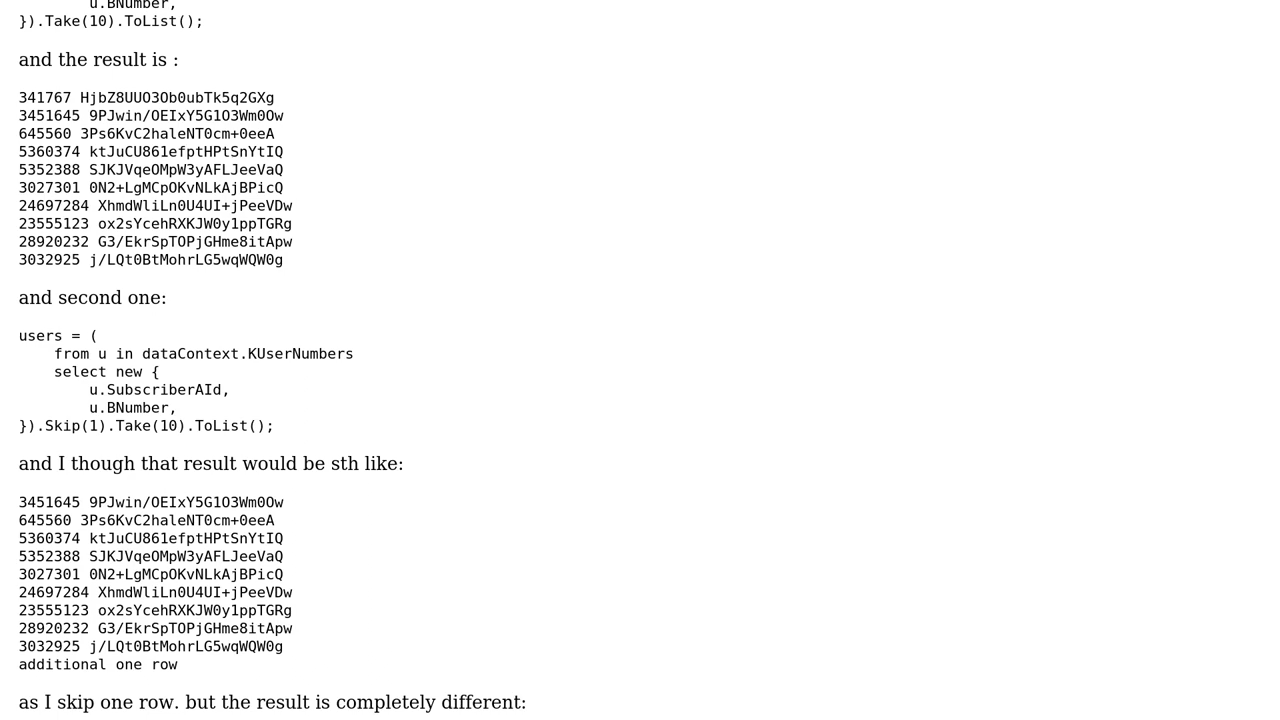 u.BNumber,
}).Take(10).ToList();
and the result is :
341767 HjbZ8UUO3Ob0ubTk5q2GXg
3451645 9PJwin/OEIxY5G1O3Wm0Ow
645560 3Ps6KvC2haleNT0cm+0eeA
5360374 ktJuCU861efptHPtSnYtIQ
5352388 SJKJVqeOMpW3yAFLJeeVaQ
3027301 0N2+LgMCpOKvNLkAjBPicQ
24697284 XhmdWliLn0U4UI+jPeeVDw
23555123 ox2sYcehRXKJW0y1ppTGRg
28920232 G3/EkrSpTOPjGHme8itApw
3032925 j/LQt0BtMohrLG5wqWQW0g
and second one:
users = (
    from u in dataContext.KUserNumbers
    select new {
        u.SubscriberAId,
        u.BNumber,
}).Skip(1).Take(10).ToList();
and I though that result would be sth like:
3451645 9PJwin/OEIxY5G1O3Wm0Ow
645560 3Ps6KvC2haleNT0cm+0eeA
5360374 ktJuCU861efptHPtSnYtIQ
5352388 SJKJVqeOMpW3yAFLJeeVaQ
3027301 0N2+LgMCpOKvNLkAjBPicQ
24697284 XhmdWliLn0U4UI+jPeeVDw
23555123 ox2sYcehRXKJW0y1ppTGRg
28920232 G3/EkrSpTOPjGHme8itApw
3032925 j/LQt0BtMohrLG5wqWQW0g
additional one row
as I skip one row. but the result is completely different: